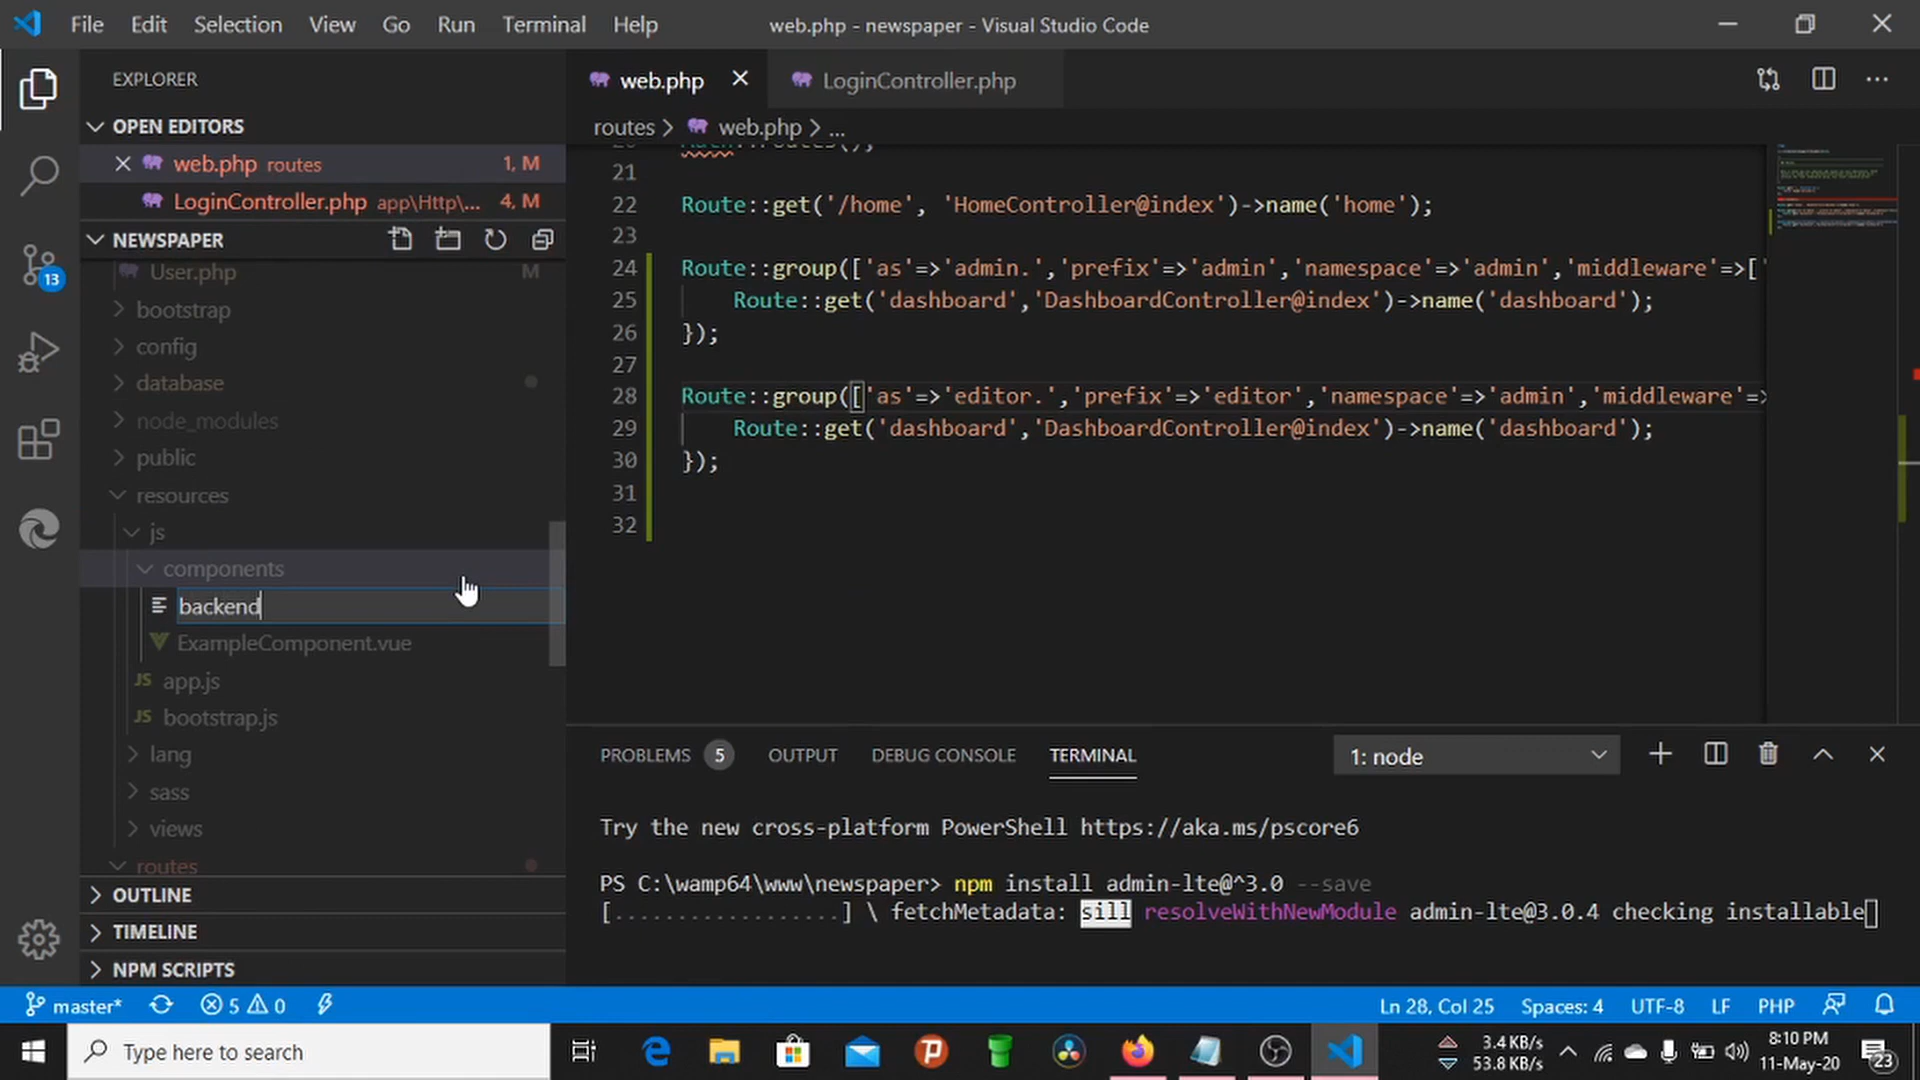 File Edit Selection View Go Run Terminal Help web.php - newspaper - Visual Studio Code
EXPLORER
OPEN EDITORS
web.php routes 1, M
LoginController.php app\Http\... 4, M
NEWSPAPER
User.php M
bootstrap
config
database
node_modules
public
resources
js
components
backend
ExampleComponent.vue
app.js
bootstrap.js
lang
sass
views
routes
OUTLINE
TIMELINE
NPM SCRIPTS
13
web.php LoginController.php
routes > web.php > ...
21
22 Route::get('/home', 'HomeController@index')->name('home');
23
24 Route::group(['as'=>'admin.','prefix'=>'admin','namespace'=>'admin','middleware'=>['
25 Route::get('dashboard','DashboardController@index')->name('dashboard');
26 });
27
28 Route::group(['as'=>'editor.','prefix'=>'editor','namespace'=>'admin','middleware'=>
29 Route::get('dashboard','DashboardController@index')->name('dashboard');
30 });
31
32
PROBLEMS 5 OUTPUT DEBUG CONSOLE TERMINAL 1: node
Try the new cross-platform PowerShell https://aka.ms/pscore6
PS C:\wamp64\www\newspaper> npm install admin-lte@^3.0 --save
[..................] \ fetchMetadata: sill resolveWithNewModule admin-lte@3.0.4 checking installable
master* 5 0 Ln 28, Col 25 Spaces: 4 UTF-8 LF PHP
Type here to search
3.4 KB/s
53.8 KB/s
8:10 PM
11-May-20
23